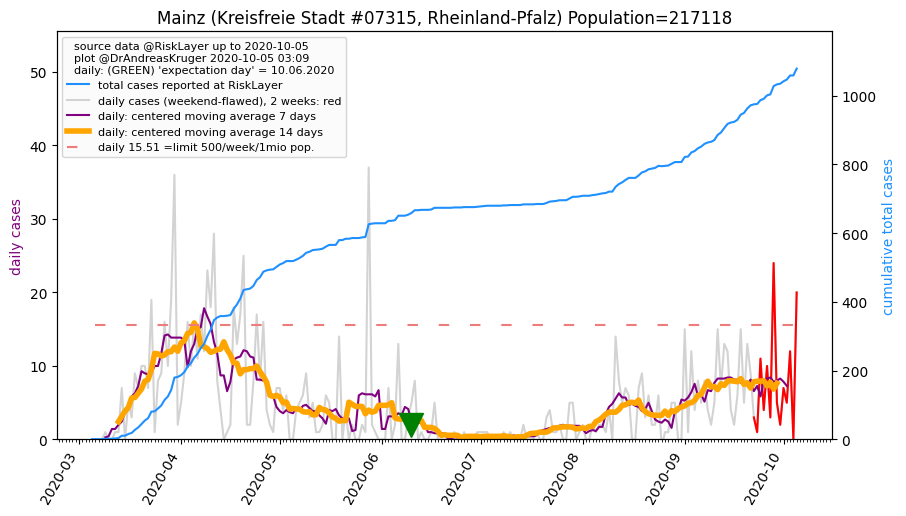 Mainz (Kreisfreie Stadt #07315, Rheinland-Pfalz) Population=217118
source data @RiskLayer up to 2020-10-05
plot @DrAndreasKruger 2020-10-05 03:09
daily: (GREEN) 'expectation day' = 10.06.2020
total cases reported at RiskLayer
daily cases (weekend-flawed), 2 weeks: red
daily: centered moving average 7 days
daily: centered moving average 14 days
daily 15.51 =limit 500/week/1mio pop.
daily cases
50
40
30
20
10
0
cumulative total cases
1000
800
600
400
200
0
2020-03
2020-04
2020-05
2020-06
2020-07
2020-08
2020-09
2020-10